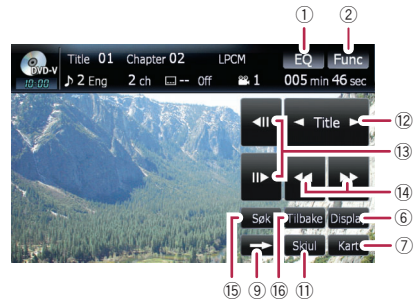 ① ②
Title 01 Chapter 02 LPCM EQ Func
DVD-V
10:00 ♪ 2 Eng 2 ch -- Off 1 005 min 46 sec
◄ Title ► ⑫
⑬
⑭
Søk Tilbake Displa ⑥
Skjul Kart ⑦
⑮ ⑨ ⑯ ⑪